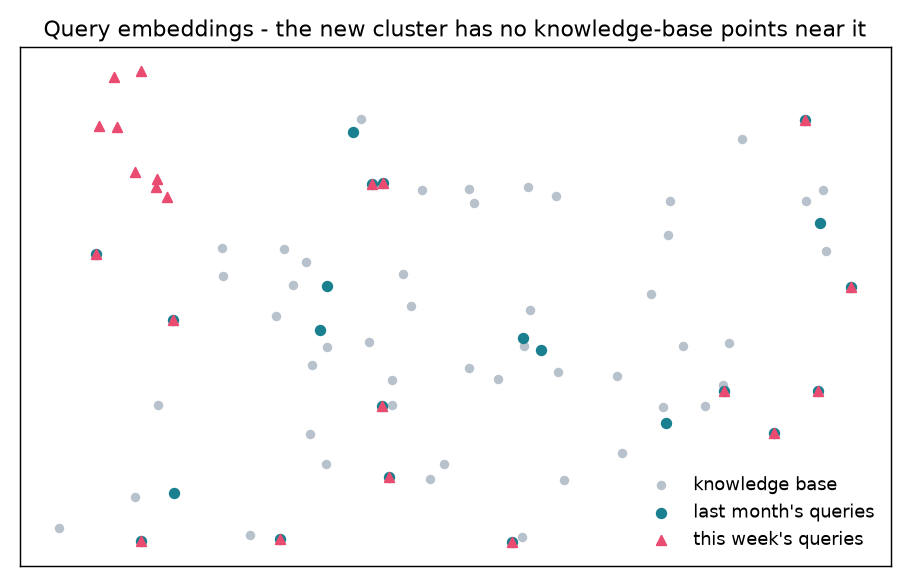 Query embeddings - the new cluster has no knowledge-base points near it
knowledge base
last month's queries
this week's queries